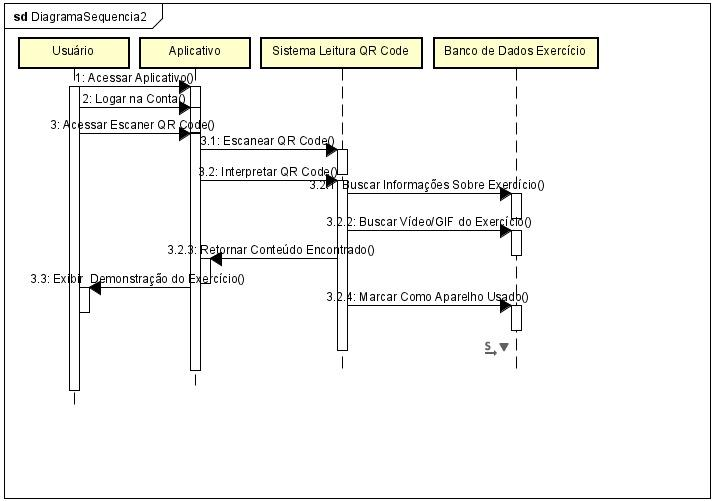 sd DiagramaSequencia2
Usuário
Aplicativo
Sistema Leitura QR Code
Banco de Dados Exercício
1: Acessar Aplicativo()
2: Logar na Conta()
3: Acessar Escaner QR Code()
3.1: Escanear QR Code()
3.2: Interpretar QR Code()
3.2.1: Buscar Informações Sobre Exercício()
3.2.2: Buscar Vídeo/GIF do Exercício()
3.2.3: Retornar Conteúdo Encontrado()
3.3: Exibir Demonstração do Exercício()
3.2.4: Marcar Como Aparelho Usado()
S